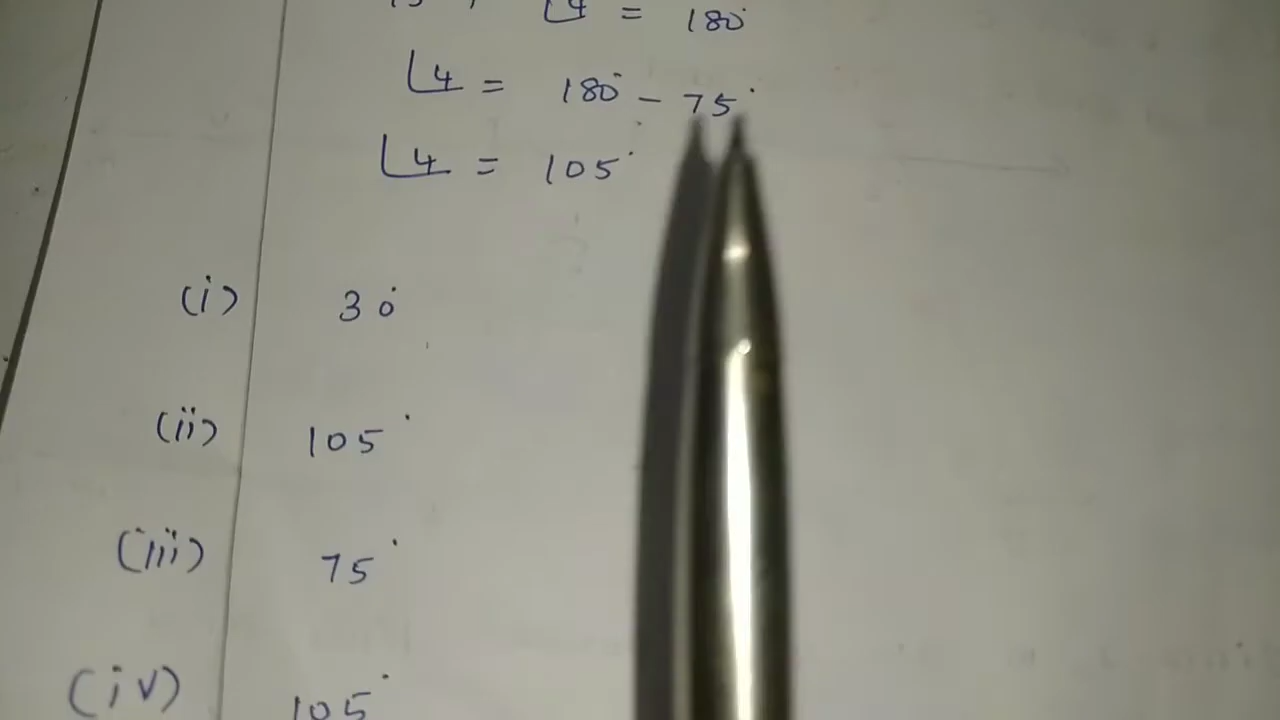 ∠4 = 180°
∠4 = 180° - 75°
∠4 = 105°
(i) 30°
(ii) 105°
(iii) 75°
(iv) 105°